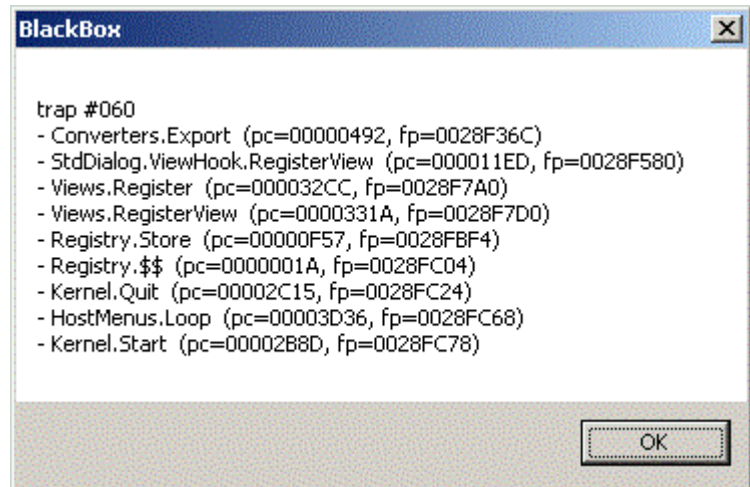 BlackBox
trap #060
- Converters.Export (pc=00000492, fp=0028F36C)
- StdDialog.ViewHook.RegisterView (pc=000011ED, fp=0028F580)
- Views.Register (pc=000032CC, fp=0028F7A0)
- Views.RegisterView (pc=0000331A, fp=0028F7D0)
- Registry.Store (pc=00000F57, fp=0028FBF4)
- Registry.$$ (pc=0000001A, fp=0028FC04)
- Kernel.Quit (pc=00002C15, fp=0028FC24)
- HostMenus.Loop (pc=00003D36, fp=0028FC68)
- Kernel.Start (pc=00002B8D, fp=0028FC78)
OK